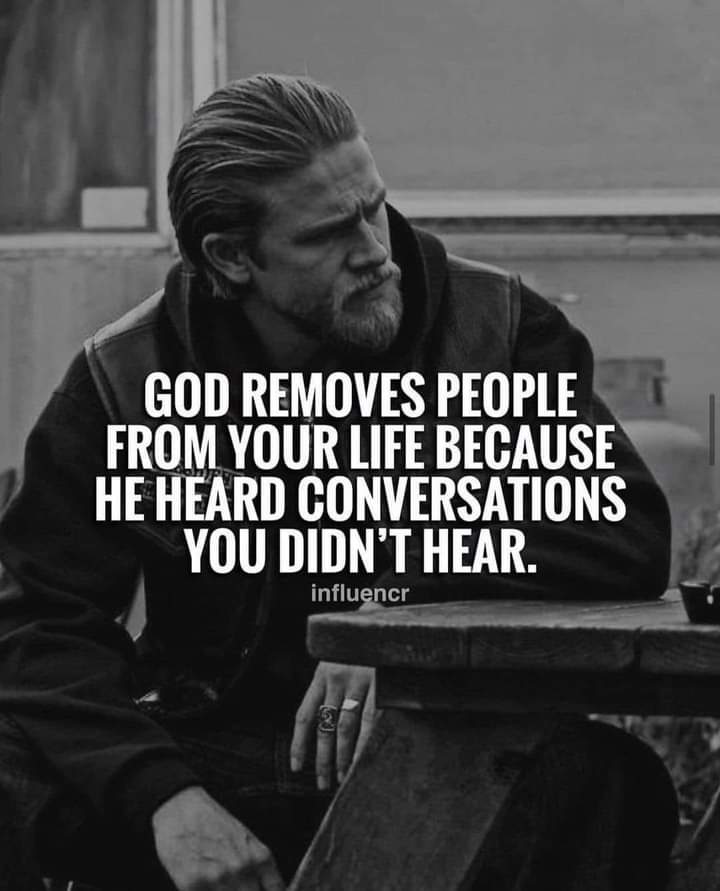 GOD REMOVES PEOPLE
FROM YOUR LIFE BECAUSE
HE HEARD CONVERSATIONS
YOU DIDN'T HEAR.
influencr